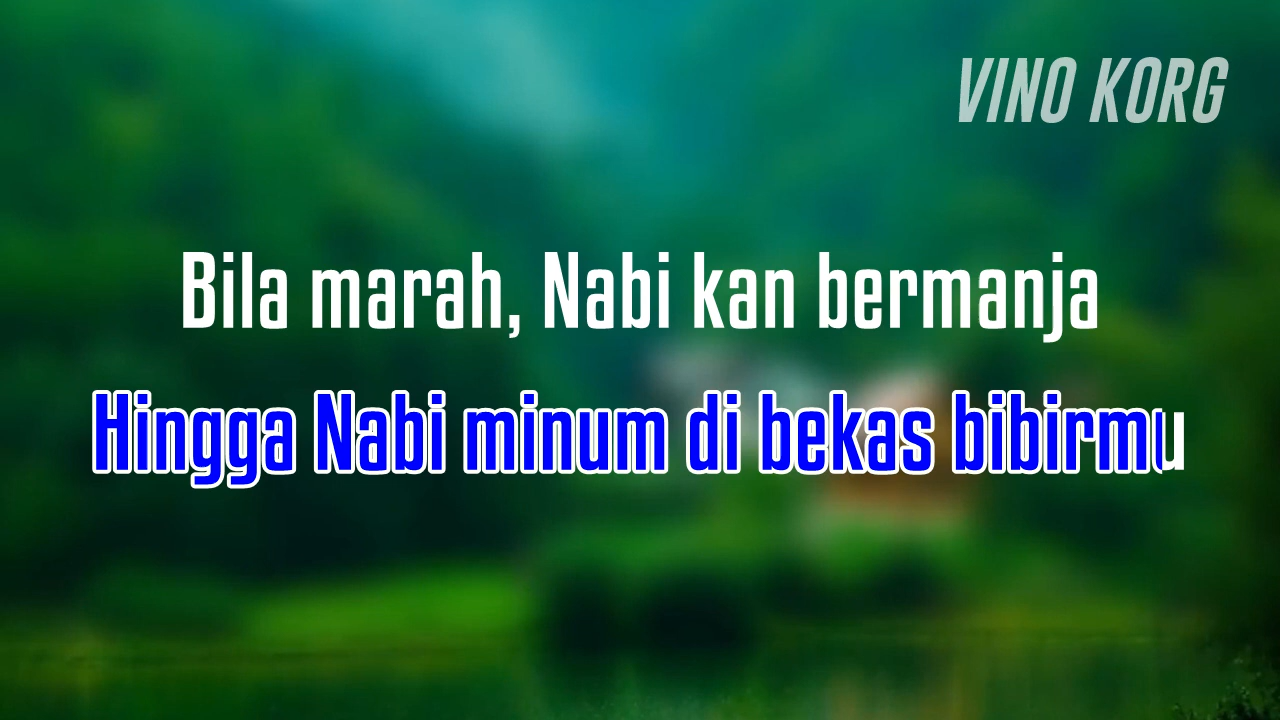 VINO KORG
Bila marah, Nabi kan bermanja
Hingga Nabi minum di bekas bibirmu